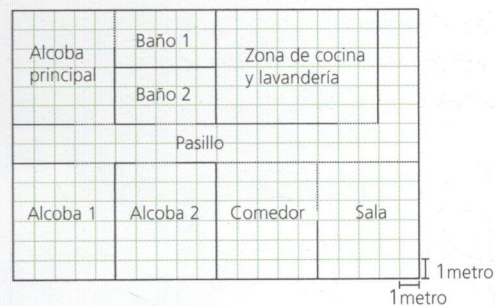 Alcoba
principal
Baño 1
Baño 2
Zona de cocina
y lavandería
Pasillo
Alcoba 1
Alcoba 2
Comedor
Sala
1 metro
1 metro